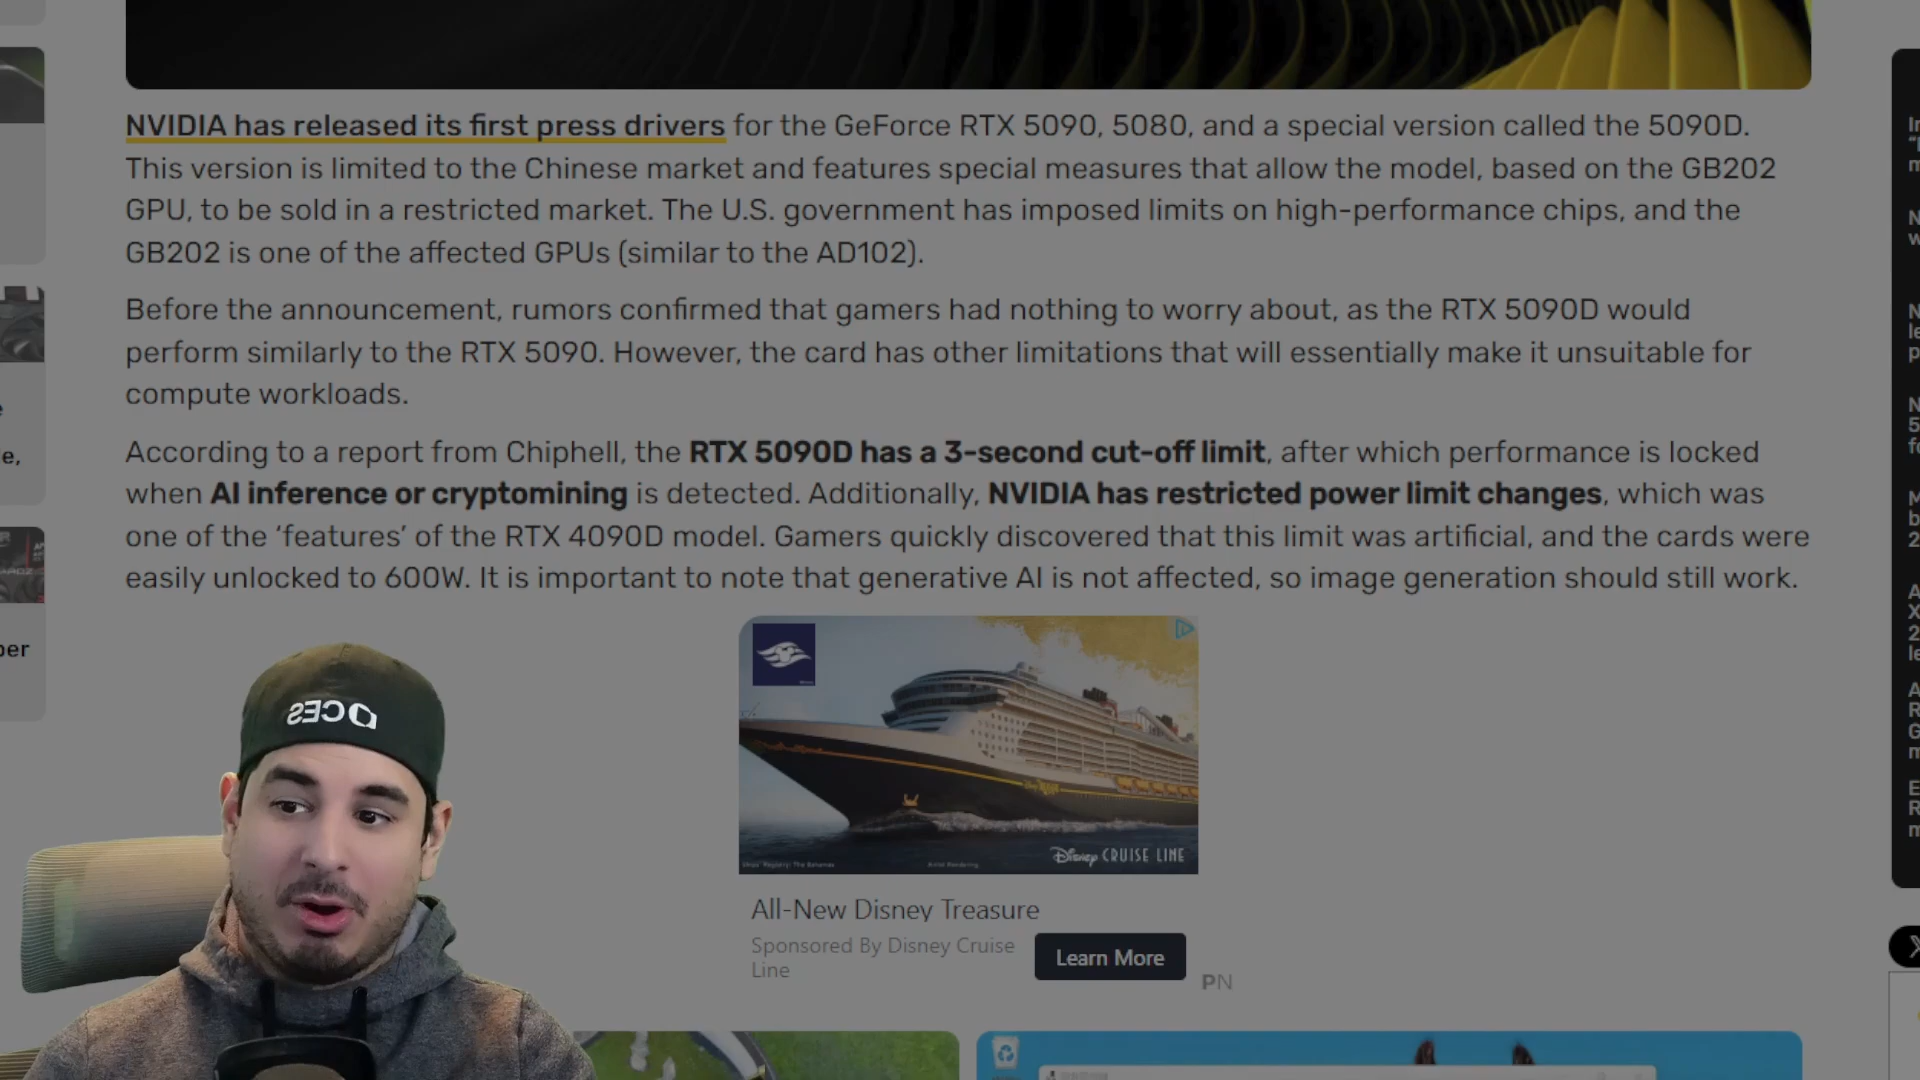 NVIDIA has released its first press drivers for the GeForce RTX 5090, 5080, and a special version called the 5090D.
This version is limited to the Chinese market and features special measures that allow the model, based on the GB202
GPU, to be sold in a restricted market. The U.S. government has imposed limits on high-performance chips, and the
GB202 is one of the affected GPUs (similar to the AD102).
Before the announcement, rumors confirmed that gamers had nothing to worry about, as the RTX 5090D would
perform similarly to the RTX 5090. However, the card has other limitations that will essentially make it unsuitable for
compute workloads.
According to a report from Chiphell, the RTX 5090D has a 3-second cut-off limit, after which performance is locked
when AI inference or cryptomining is detected. Additionally, NVIDIA has restricted power limit changes, which was
one of the ‘features’ of the RTX 4090D model. Gamers quickly discovered that this limit was artificial, and the cards were
easily unlocked to 600W. It is important to note that generative AI is not affected, so image generation should still work.
Disney CRUISE LINE
All-New Disney Treasure
Sponsored By Disney Cruise
Line
Learn More
PN
CES